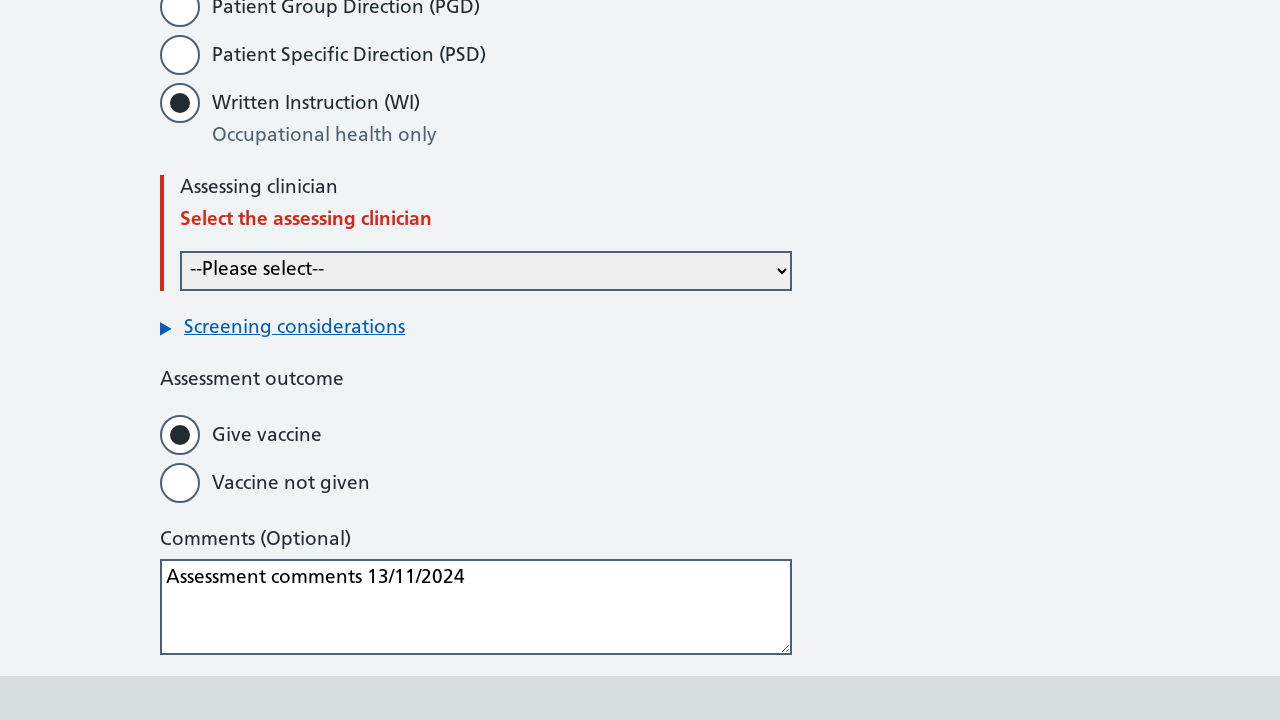 Patient Group Direction (PGD)
Patient Specific Direction (PSD)
Written Instruction (WI)
Occupational health only
Assessing clinician
Select the assessing clinician
--Please select--
Screening considerations
Assessment outcome
Give vaccine
Vaccine not given
Comments (Optional)
Assessment comments 13/11/2024